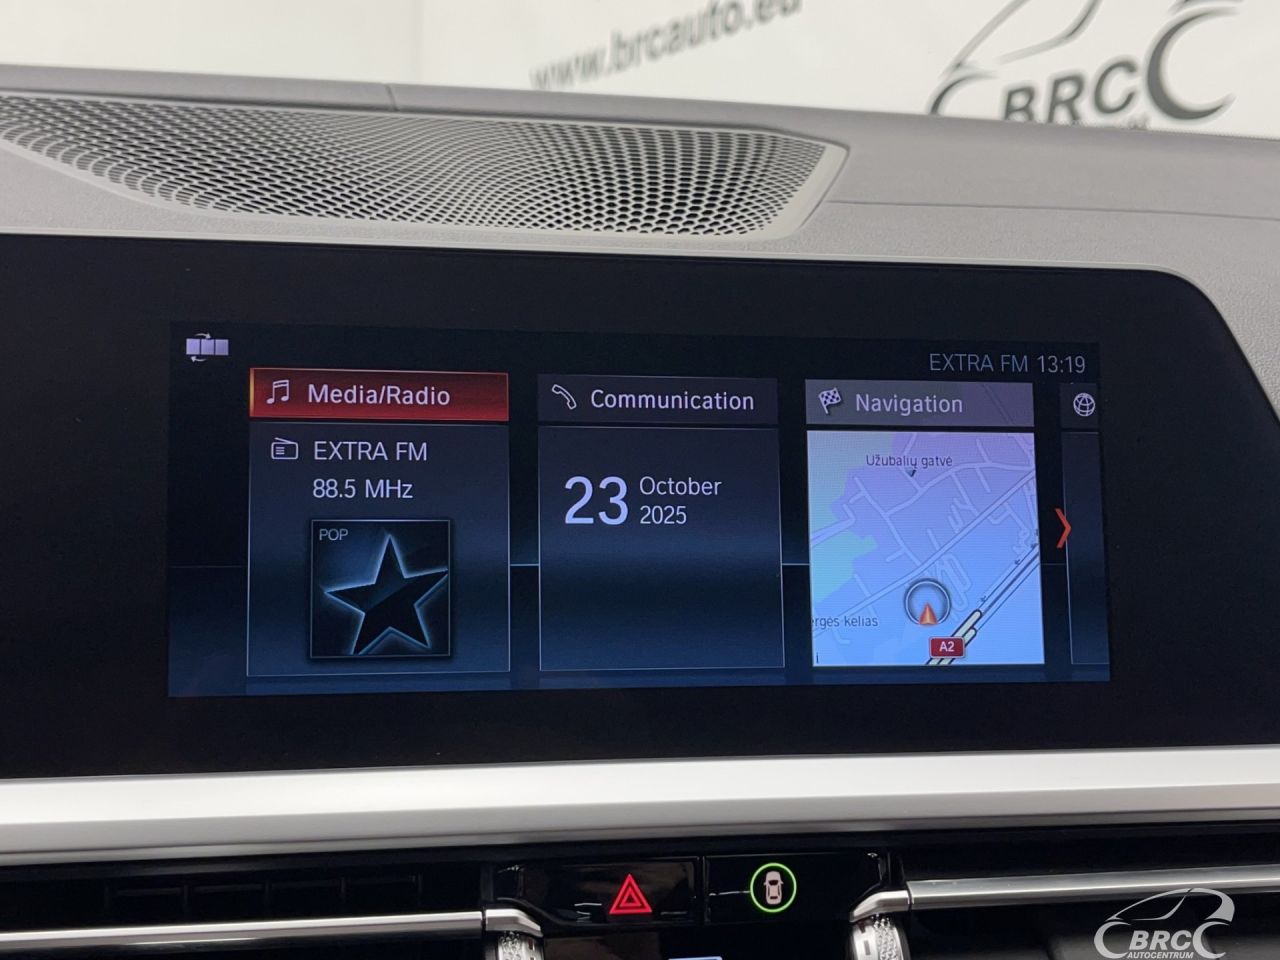 www.brcauto.eu
BRC
EXTRA FM 13:19
Media/Radio
EXTRA FM
88.5 MHz
POP
Communication
23 October
2025
Navigation
Užubalių gatvė
ergės kelias
A2
BRC
AUTOCENTRUM